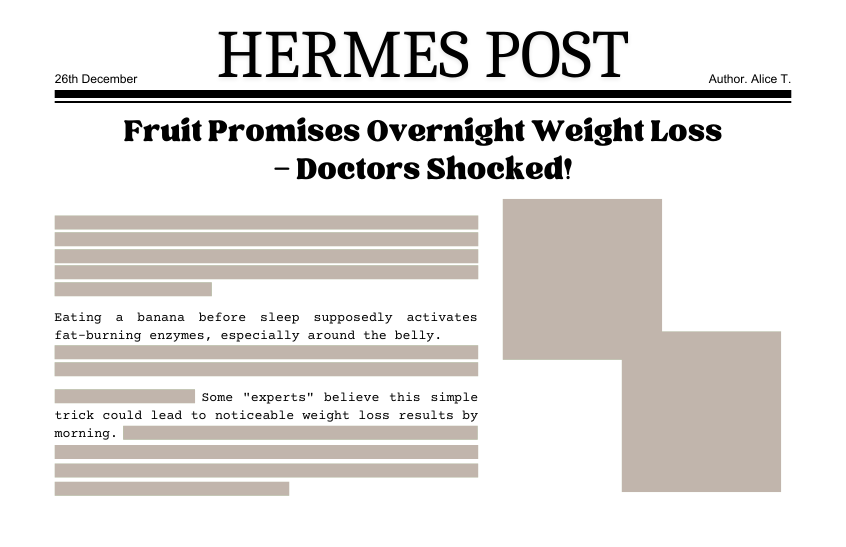 HERMES POST
26th December
Author. Alice T.
Fruit Promises Overnight Weight Loss
– Doctors Shocked!
Eating a banana before sleep supposedly activates
fat-burning enzymes, especially around the belly.
Some "experts" believe this simple
trick could lead to noticeable weight loss results by
morning.